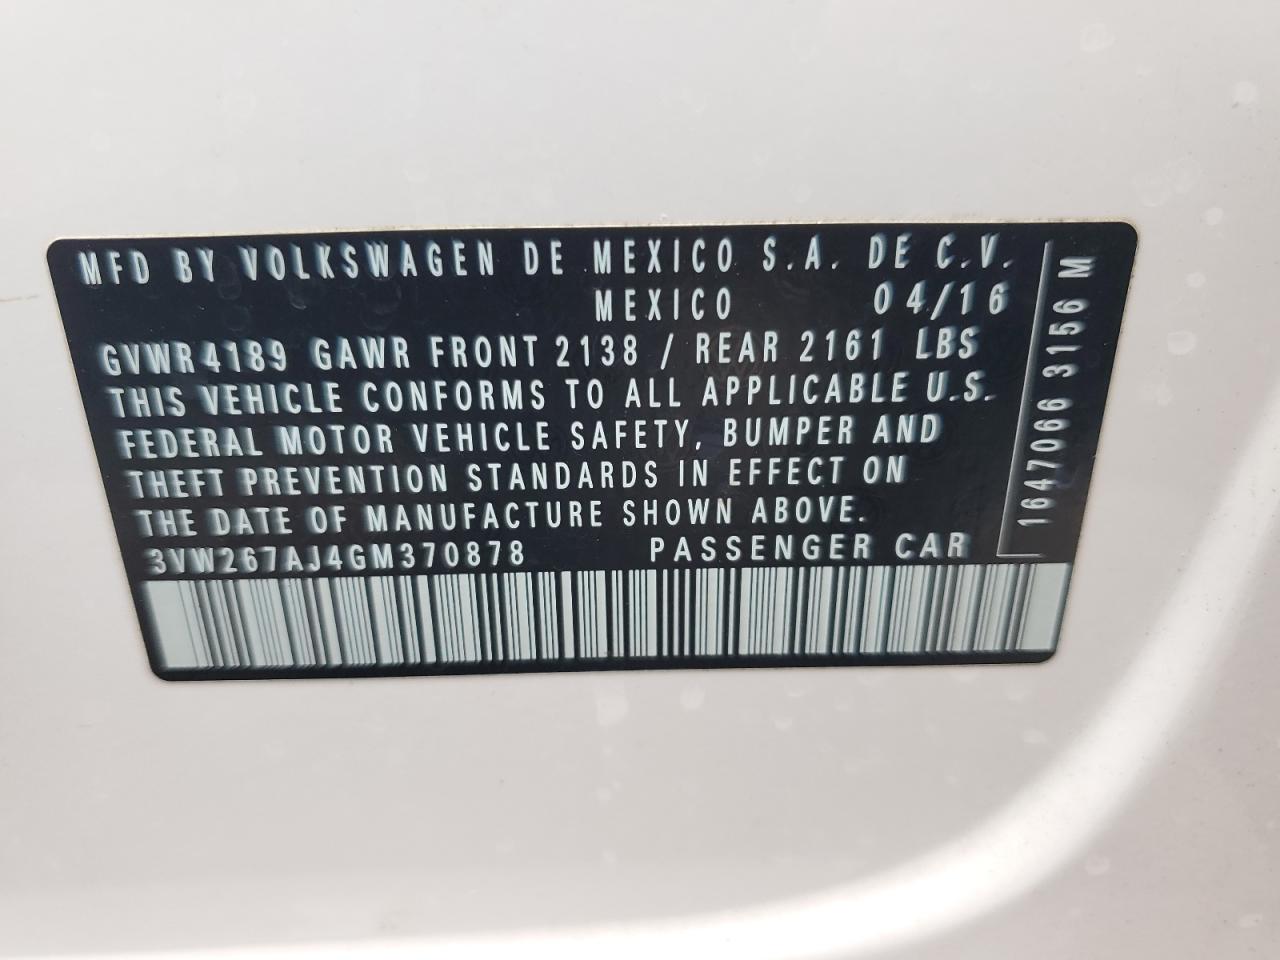 MFD BY VOLKSWAGEN DE MEXICO S.A. DE C.V.
MEXICO 04/16
GVWR 4189 GAWR FRONT 2138 / REAR 2161 LBS
THIS VEHICLE CONFORMS TO ALL APPLICABLE U.S.
FEDERAL MOTOR VEHICLE SAFETY, BUMPER AND
THEFT PREVENTION STANDARDS IN EFFECT ON
THE DATE OF MANUFACTURE SHOWN ABOVE.
3VW267AJ4GM370878 PASSENGER CAR
1647066 3156 M